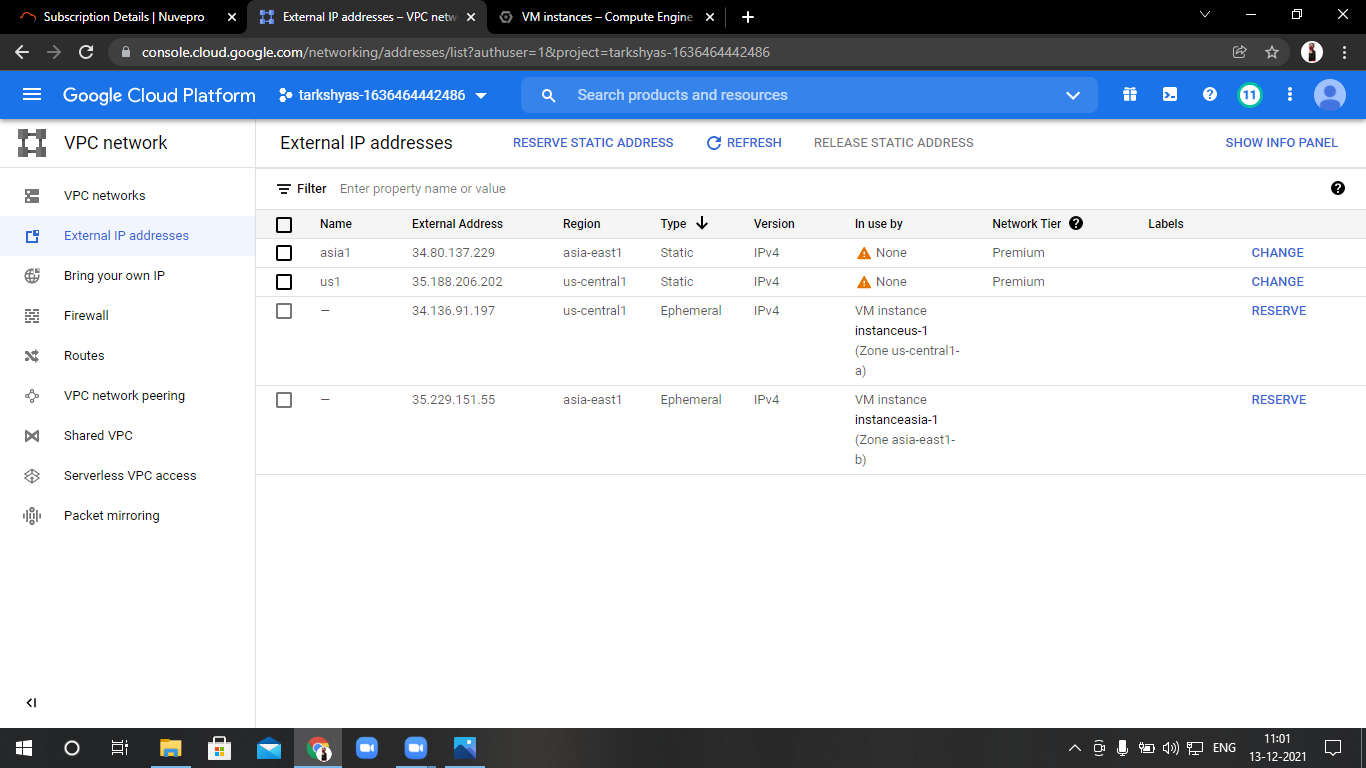 Subscription Details | Nuvepro
External IP addresses – VPC netw
VM instances – Compute Engine
console.cloud.google.com/networking/addresses/list?authuser=1&project=tarkshyas-1636464442486
Google Cloud Platform
tarkshyas-1636464442486
Search products and resources
11
VPC network
External IP addresses
RESERVE STATIC ADDRESS
REFRESH
RELEASE STATIC ADDRESS
SHOW INFO PANEL
VPC networks
External IP addresses
Bring your own IP
Firewall
Routes
VPC network peering
Shared VPC
Serverless VPC access
Packet mirroring
Filter Enter property name or value
Name External Address Region Type Version In use by Network Tier Labels
asia1 34.80.137.229 asia-east1 Static IPv4 None Premium CHANGE
us1 35.188.206.202 us-central1 Static IPv4 None Premium CHANGE
— 34.136.91.197 us-central1 Ephemeral IPv4 VM instance RESERVE
instanceus-1
(Zone us-central1-
a)
— 35.229.151.55 asia-east1 Ephemeral IPv4 VM instance RESERVE
instanceasia-1
(Zone asia-east1-
b)
ENG
11:01
13-12-2021